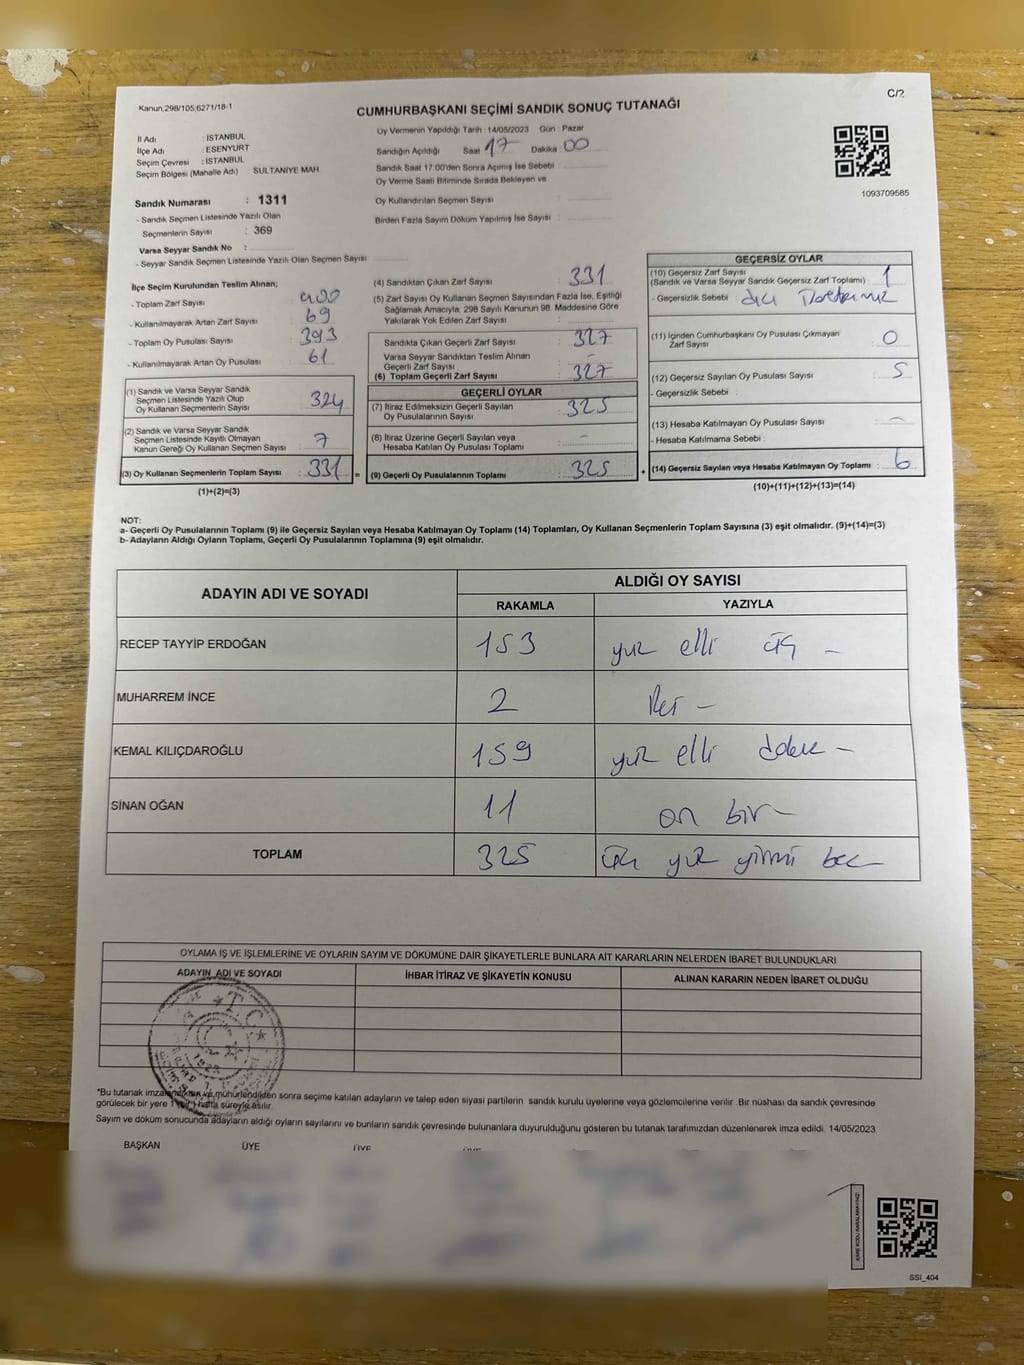 Kanun.298/105,6271/18-1
C/2
CUMHURBAŞKANI SEÇİMİ SANDIK SONUÇ TUTANAĞI
İl Adı : İSTANBUL
İlçe Adı : ESENYURT
Seçim Çevresi : İSTANBUL
Seçim Bölgesi (Mahalle Adı) : SULTANİYE MAH
Sandık Numarası : 1311
- Sandık Seçmen Listesinde Yazılı Olan
Seçmenlerin Sayısı : 369
Varsa Seyyar Sandık No :
- Seyyar Sandık Seçmen Listesinde Yazılı Olan Seçmen Sayısı
Oy Vermenin Yapıldığı Tarih : 14/05/2023 Gün : Pazar
Sandığın Açıldığı Saat 17 Dakika : 00
Sandık Saat 17.00'den Sonra Açımış İse Sebebi :
Oy Verme Saati Bitiminde Sırada Bekleyen ve
Oy Kullandırılan Seçmen Sayısı :
Birden Fazla Sayım Döküm Yapılmış İse Sayısı :
1093709585
İlçe Seçim Kurulundan Teslim Alınan;
- Toplam Zarf Sayısı : 400
- Kullanılmayarak Artan Zarf Sayısı : 69
- Toplam Oy Pusulası Sayısı : 393
- Kullanılmayarak Artan Oy Pusulası : 61
(1) Sandık ve Varsa Seyyar Sandık
Seçmen Listesinde Yazılı Olup
Oy Kullanan Seçmenlerin Sayısı : 324
(2) Sandık ve Varsa Seyyar Sandık
Seçmen Listesinde Kayıtlı Olmayan
Kanun Gereği Oy Kullanan Seçmen Sayısı : 7
(3) Oy Kullanan Seçmenlerin Toplam Sayısı : 331
(1)+(2)=(3)
(4) Sandıktan Çıkan Zarf Sayısı : 331
(5) Zarf Sayısı Oy Kullanan Seçmen Sayısından Fazla İse, Eşitliği
Sağlamak Amacıyla, 298 Sayılı Kanunun 98. Maddesine Göre
Yakılarak Yok Edilen Zarf Sayısı :
Sandıkta Çıkan Geçerli Zarf Sayısı : 327
Varsa Seyyar Sandıktan Teslim Alınan
Geçerli Zarf Sayısı : -
(6) Toplam Geçerli Zarf Sayısı : 327
GEÇERLİ OYLAR
(7) İtiraz Edilmeksizin Geçerli Sayılan
Oy Pusulalarının Sayısı : 325
(8) İtiraz Üzerine Geçerli Sayılan veya
Hesaba Katılan Oy Pusulası Toplamı : -
= (9) Geçerli Oy Pusulalarının Toplamı : 325
GEÇERSİZ OYLAR
(10) Geçersiz Zarf Sayısı
(Sandık ve Varsa Seyyar Sandık Geçersiz Zarf Toplamı) : 1
- Geçersizlik Sebebi :
(11) İçinden Cumhurbaşkanı Oy Pusulası Çıkmayan
Zarf Sayısı : 0
(12) Geçersiz Sayılan Oy Pusulası Sayısı : 5
- Geçersizlik Sebebi :
(13) Hesaba Katılmayan Oy Pusulası Sayısı : -
- Hesaba Katılmama Sebebi :
+ (14) Geçersiz Sayılan veya Hesaba Katılmayan Oy Toplamı : 6
(10)+(11)+(12)+(13)=(14)
NOT:
a- Geçerli Oy Pusulalarının Toplamı (9) ile Geçersiz Sayılan veya Hesaba Katılmayan Oy Toplamı (14) Toplamları, Oy Kullanan Seçmenlerin Toplam Sayısına (3) eşit olmalıdır. (9)+(14)=(3)
b- Adayların Aldığı Oyların Toplamı, Geçerli Oy Pusulalarının Toplamına (9) eşit olmalıdır.
ADAYIN ADI VE SOYADI
ALDIĞI OY SAYISI
RAKAMLA YAZIYLA
RECEP TAYYİP ERDOĞAN 153 yüz elli üç -
MUHARREM İNCE 2 iki -
KEMAL KILIÇDAROĞLU 159 yüz elli dokuz -
SİNAN OĞAN 11 on bir -
TOPLAM 325 üç yüz yirmi beş
OYLAMA İŞ VE İŞLEMLERİNE VE OYLARIN SAYIM VE DÖKÜMÜNE DAİR ŞİKAYETLERLE BUNLARA AİT KARARLARIN NELERDEN İBARET BULUNDUKLARI
ADAYIN ADI VE SOYADI İHBAR İTİRAZ VE ŞİKAYETİN KONUSU ALINAN KARARIN NEDEN İBARET OLDUĞU
T.C.
1923
*Bu tutanak imzalandıktan ve mühürlendikten sonra seçime katılan adayların ve talep eden siyasi partilerin sandık kurulu üyelerine veya gözlemcilerine verilir .Bir nüshası da sandık çevresinde
görülecek bir yere 1 (bir) hafta süreyle asılır.
Sayım ve döküm sonucunda adayların aldığı oyların sayılarını ve bunların sandık çevresinde bulunanlara duyurulduğunu gösteren bu tutanak tarafımızdan düzenlenerek imza edildi. 14/05/2023
BAŞKAN ÜYE ÜYE ÜYE
SSI_404